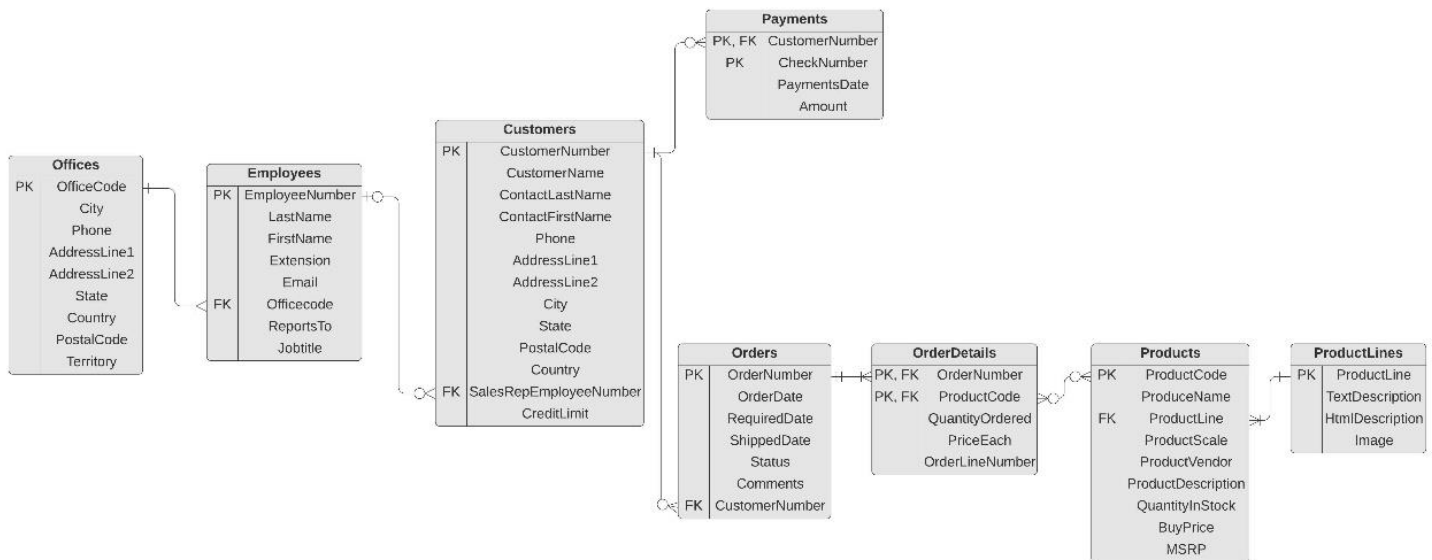 Payments
PK, FK CustomerNumber
PK CheckNumber
PaymentsDate
Amount
Customers
PK CustomerNumber
CustomerName
ContactLastName
ContactFirstName
Phone
AddressLine1
AddressLine2
City
State
PostalCode
Country
FK SalesRepEmployeeNumber
CreditLimit
Offices
PK OfficeCode
City
Phone
AddressLine1
AddressLine2
State
Country
PostalCode
Territory
Employees
PK EmployeeNumber
LastName
FirstName
Extension
Email
FK Officecode
ReportsTo
Jobtitle
Orders
PK OrderNumber
OrderDate
RequiredDate
ShippedDate
Status
Comments
FK CustomerNumber
OrderDetails
PK, FK OrderNumber
PK, FK ProductCode
QuantityOrdered
PriceEach
OrderLineNumber
Products
PK ProductCode
ProduceName
FK ProductLine
ProductScale
ProductVendor
ProductDescription
QuantityInStock
BuyPrice
MSRP
ProductLines
PK ProductLine
TextDescription
HtmlDescription
Image